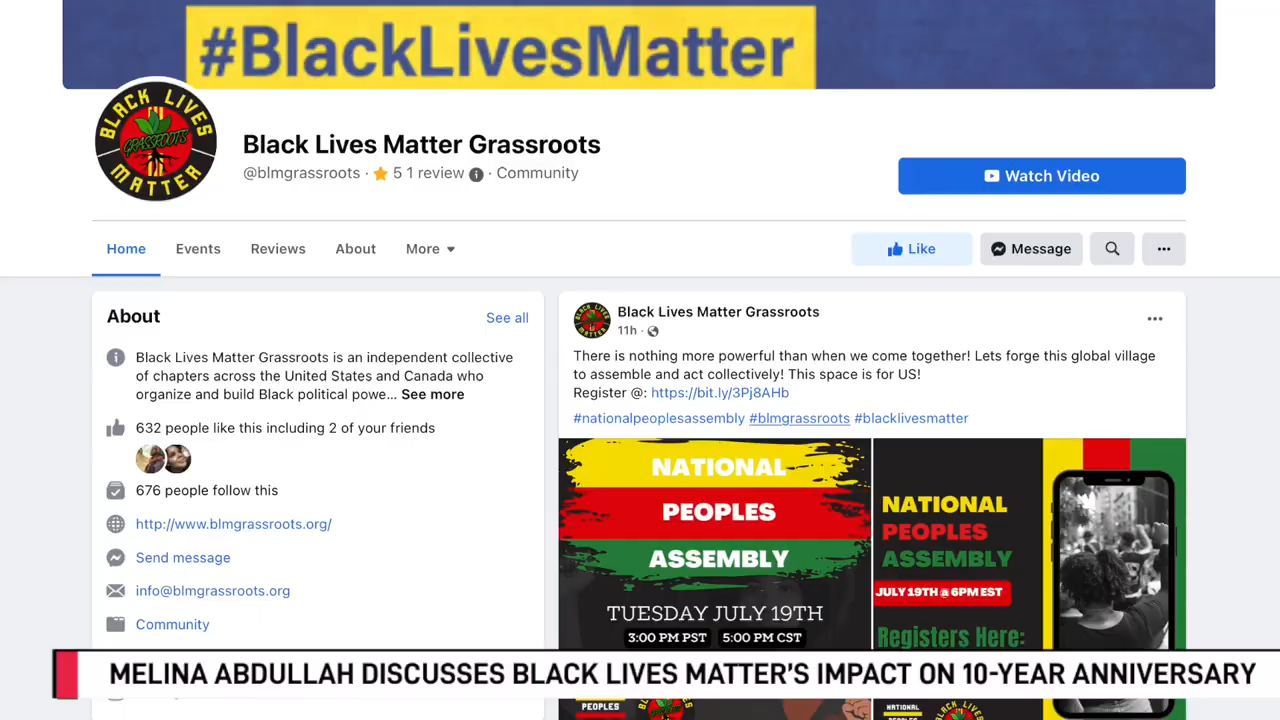 #BlackLivesMatter
BLACK LIVES
GRASSROOTS
MATTER
Black Lives Matter Grassroots
@blmgrassroots · 5 1 review · Community
Watch Video
Home Events Reviews About More
Like Message ...
About See all
Black Lives Matter Grassroots is an independent collective
of chapters across the United States and Canada who
organize and build Black political powe... See more
632 people like this including 2 of your friends
676 people follow this
http://www.blmgrassroots.org/
Send message
info@blmgrassroots.org
Community
BLACK LIVES
MATTER
Black Lives Matter Grassroots
11h ·
There is nothing more powerful than when we come together! Lets forge this global village
to assemble and act collectively! This space is for US!
Register @: https://bit.ly/3Pj8AHb
#nationalpeoplesassembly #blmgrassroots #blacklivesmatter
NATIONAL
PEOPLES
ASSEMBLY
TUESDAY JULY 19TH
3:00 PM PST 5:00 PM CST
NATIONAL
PEOPLES
ASSEMBLY
JULY 19TH @ 6PM EST
Registers Here:
MELINA ABDULLAH DISCUSSES BLACK LIVES MATTER'S IMPACT ON 10-YEAR ANNIVERSARY
PEOPLES
NATIONAL